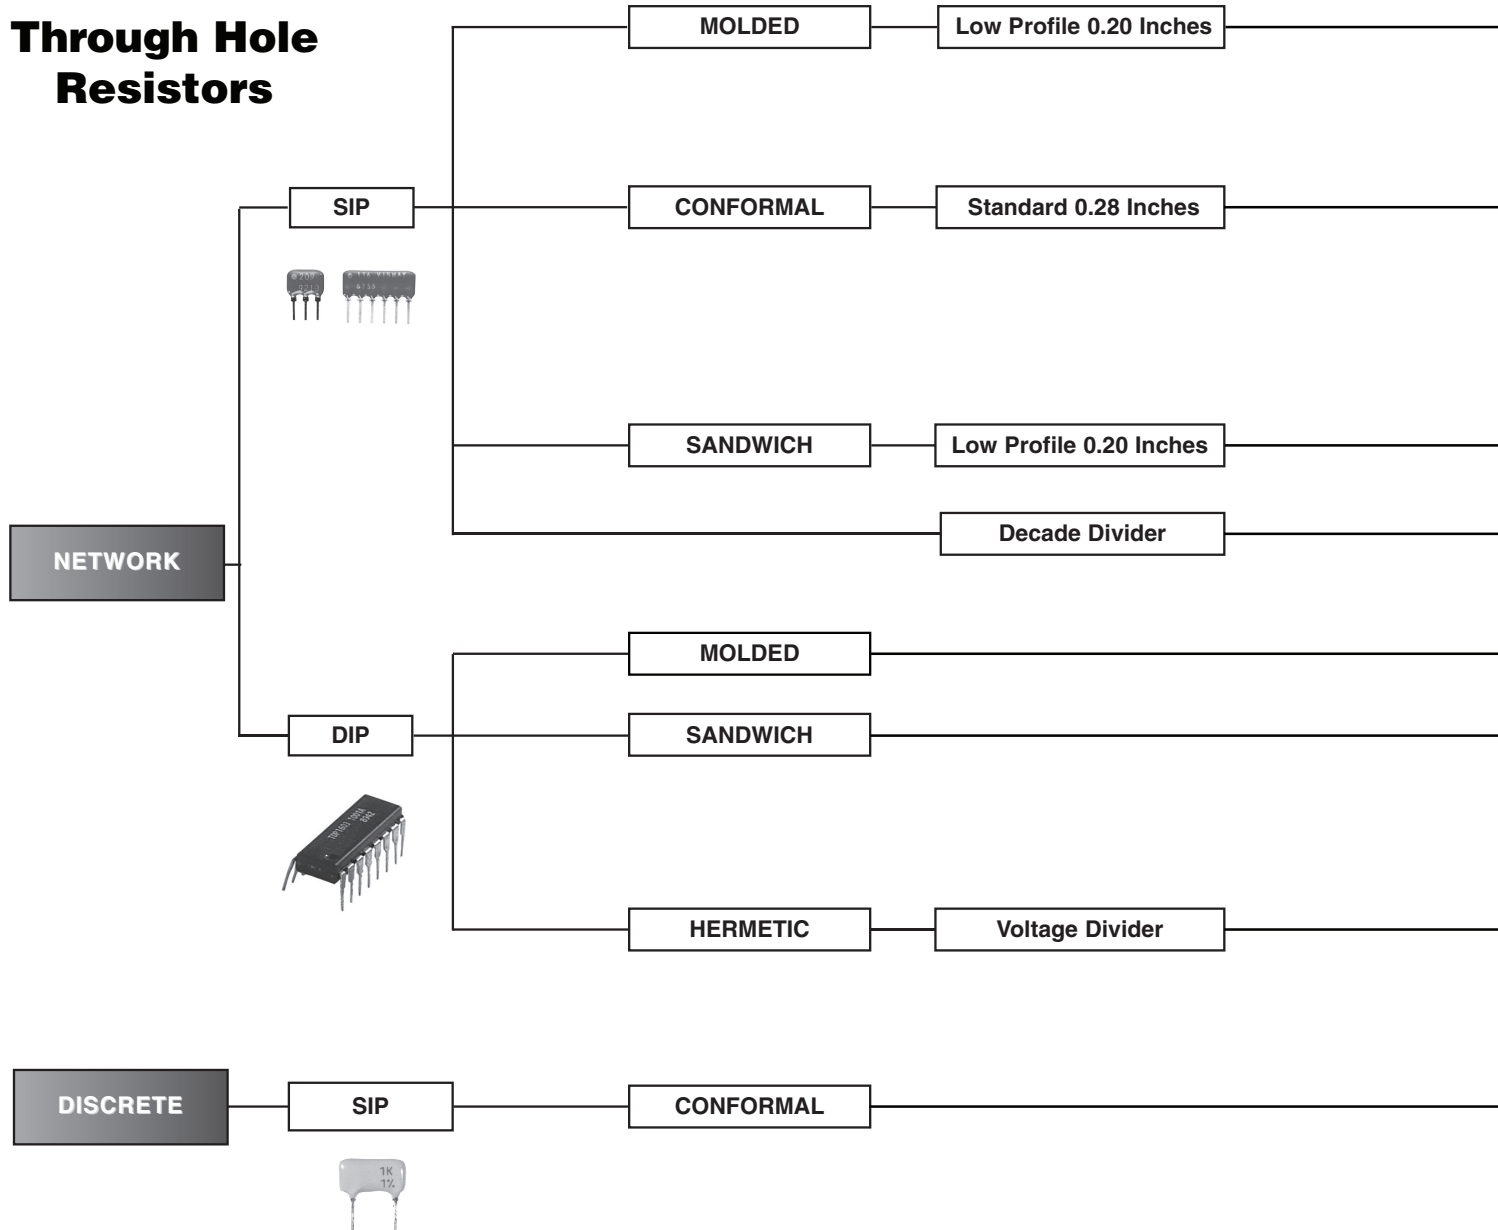 Through Hole
Resistors
MOLDED
Low Profile 0.20 Inches
SIP
CONFORMAL
Standard 0.28 Inches
SANDWICH
Low Profile 0.20 Inches
Decade Divider
NETWORK
MOLDED
DIP
SANDWICH
HERMETIC
Voltage Divider
DISCRETE
SIP
CONFORMAL
1K
1%